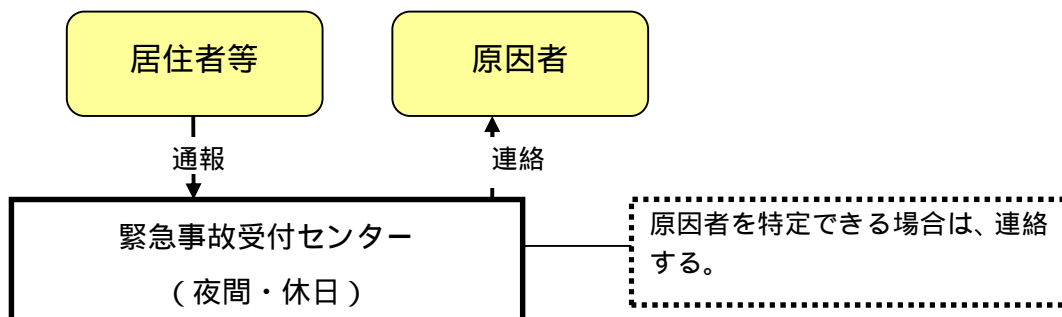 居住者等
原因者
通報
連絡
緊急事故受付センター
（夜間・休日）
原因者を特定できる場合は、連絡
する。